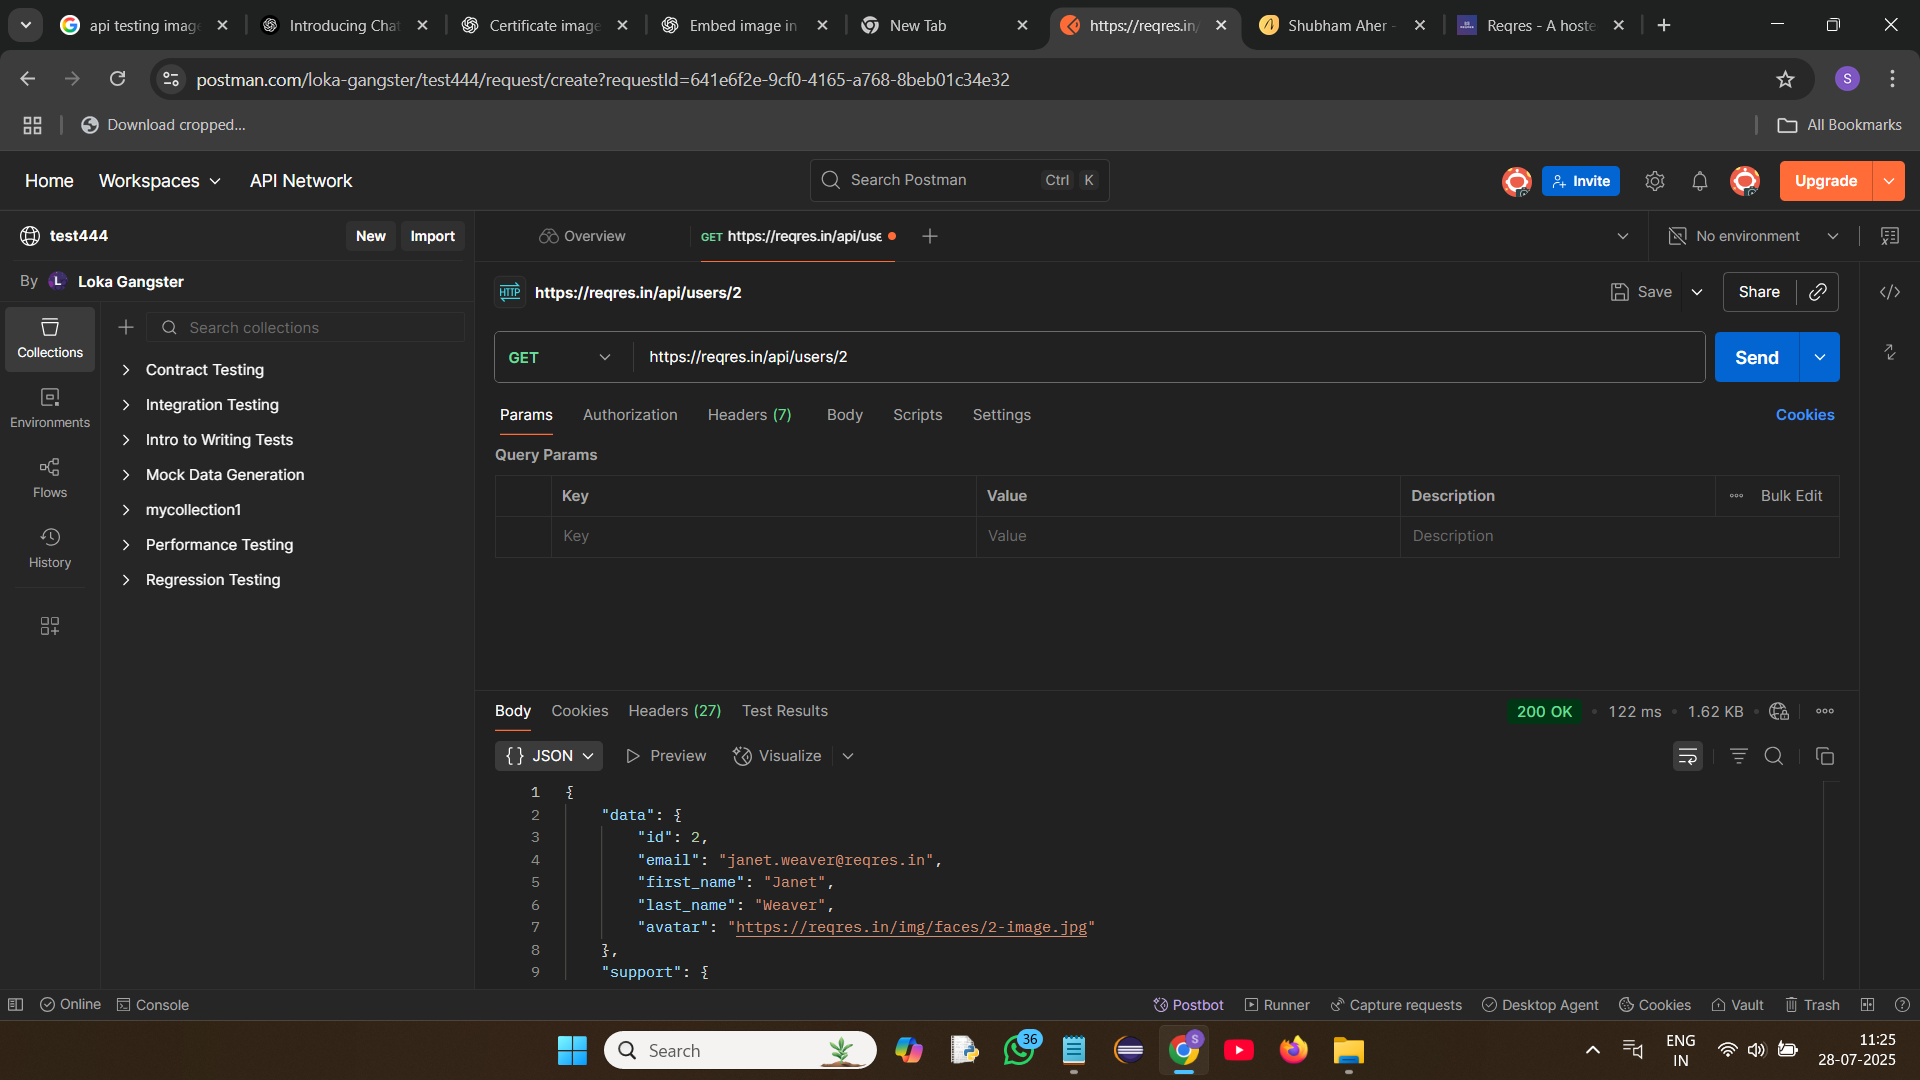 api testing image
Introducing Chat
Certificate image
Embed image in
New Tab
https://reqres.in/
Shubham Aher -
Reqres - A hoste
postman.com/loka-gangster/test444/request/create?requestId=641e6f2e-9cf0-4165-a768-8beb01c34e32
S
Download cropped...
All Bookmarks
Home
Workspaces
API Network
Search Postman
Ctrl
K
Invite
Upgrade
test444
New
Import
Overview
GET https://reqres.in/api/use
No environment
By
L
Loka Gangster
HTTP
https://reqres.in/api/users/2
Save
Share
Collections
Search collections
GET
https://reqres.in/api/users/2
Send
Contract Testing
Integration Testing
Intro to Writing Tests
Mock Data Generation
mycollection1
Performance Testing
Regression Testing
Environments
Flows
History
Params
Authorization
Headers (7)
Body
Scripts
Settings
Cookies
Query Params
Key
Value
Description
Bulk Edit
Key
Value
Description
Body
Cookies
Headers (27)
Test Results
200 OK
122 ms
1.62 KB
{} JSON
Preview
Visualize
1 {
2 "data": {
3 "id": 2,
4 "email": "janet.weaver@reqres.in",
5 "first_name": "Janet",
6 "last_name": "Weaver",
7 "avatar": "https://reqres.in/img/faces/2-image.jpg"
8 },
9 "support": {
Online
Console
Postbot
Runner
Capture requests
Desktop Agent
Cookies
Vault
Trash
Search
36
S
ENG
IN
11:25
28-07-2025